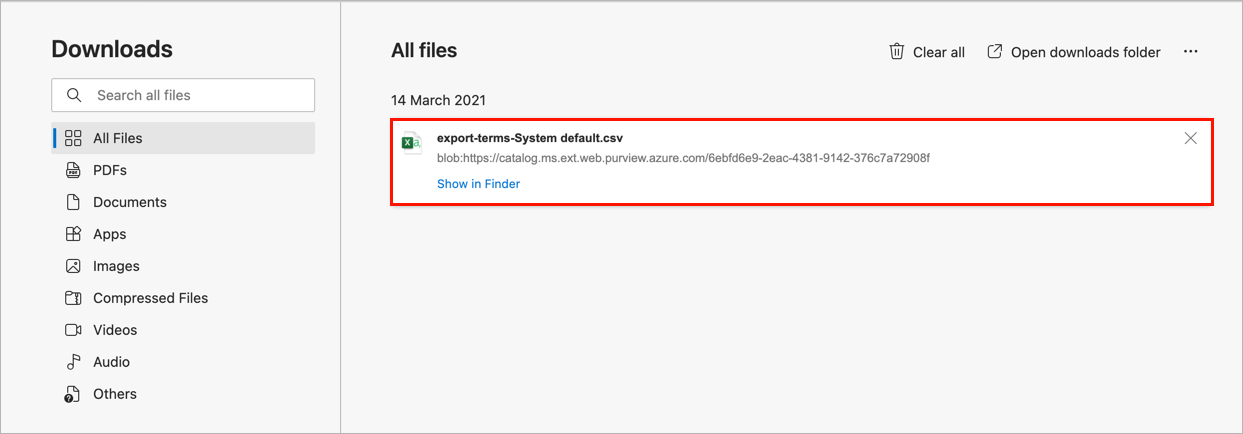 Downloads
Search all files
All Files
PDFs
Documents
Apps
Images
Compressed Files
Videos
Audio
Others
All files
Clear all
Open downloads folder
14 March 2021
export-terms-System default.csv
blob:https://catalog.ms.ext.web.purview.azure.com/6ebfd6e9-2eac-4381-9142-376c7a72908f
Show in Finder